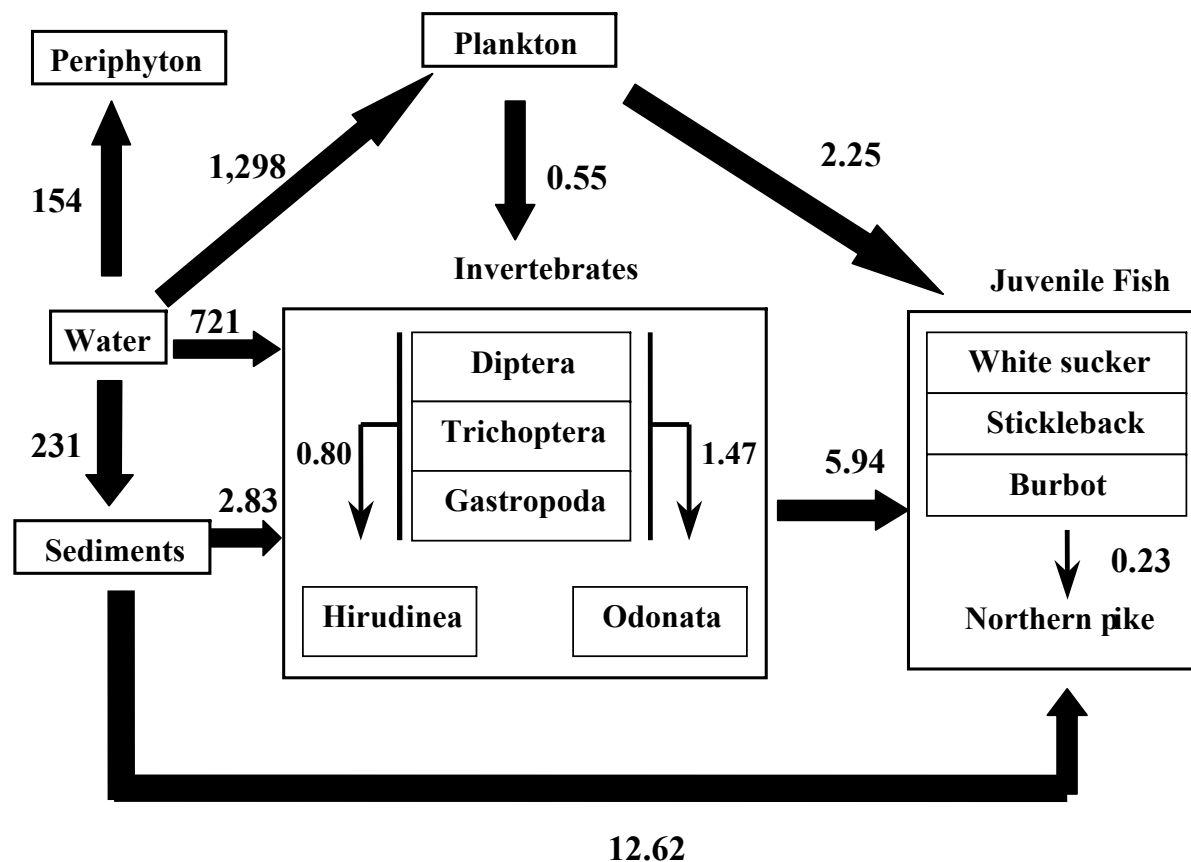 Plankton
Periphyton
2.25
1,298
0.55
154
Invertebrates
Juvenile Fish
721
Water
Diptera
White sucker
Trichoptera
Stickleback
231
0.80
1.47
5.94
2.83
Gastropoda
Burbot
Sediments
0.23
Hirudinea
Odonata
Northern pike
12.62